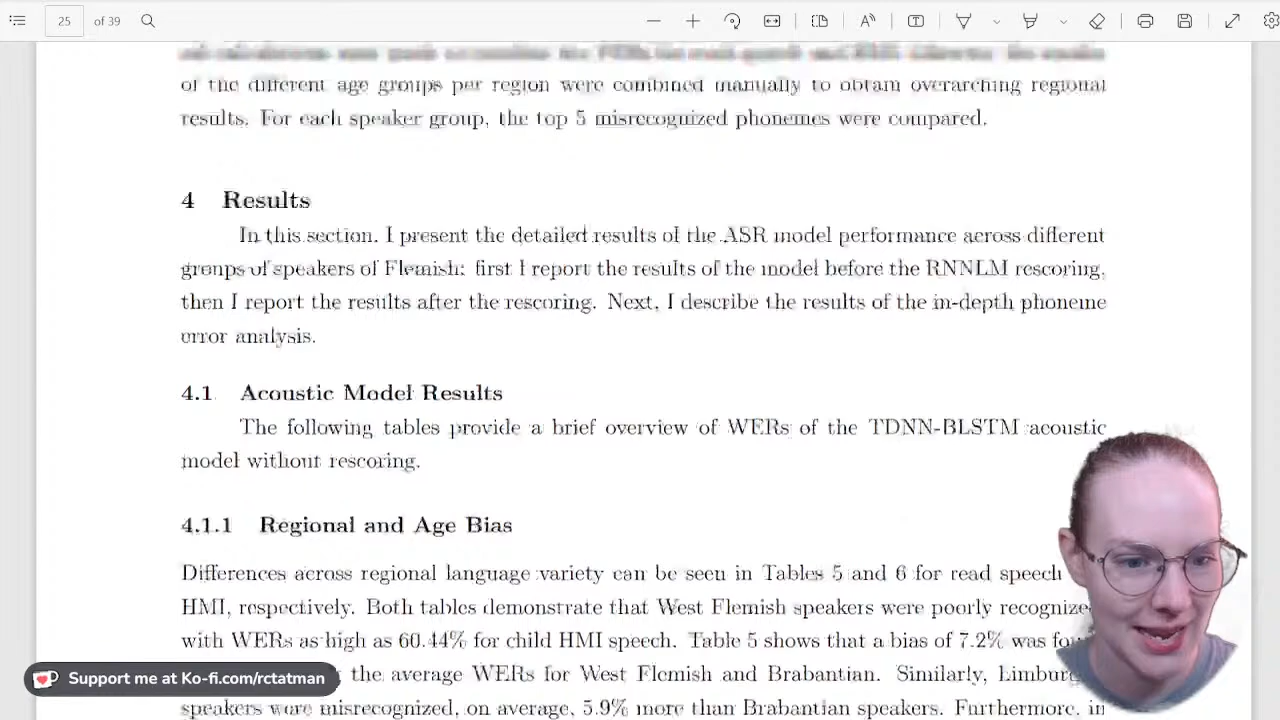 25 of 39
of the different age groups per region were combined manually to obtain overarching regional
results. For each speaker group, the top 5 misrecognized phonemes were compared.
4 Results
In this section. I present the detailed results of the ASR model performance across different
groups of speakers of Flemish: first I report the results of the model before the RNNLM rescoring,
then I report the results after the rescoring. Next, I describe the results of the in-depth phoneme
error analysis.
4.1 Acoustic Model Results
The following tables provide a brief overview of WERs of the TDNN-BLSTM acoustic
model without rescoring.
4.1.1 Regional and Age Bias
Differences across regional language variety can be seen in Tables 5 and 6 for read speech
HMI, respectively. Both tables demonstrate that West Flemish speakers were poorly recognize
with WERs as high as 60.44% for child HMI speech. Table 5 shows that a bias of 7.2% was fou
the average WERs for West Flemish and Brabantian. Similarly, Limbur
Support me at Ko-fi.com/rctatman
speakers were misrecognized, on average, 5.9% more than Brabantian speakers. Furthermore, in